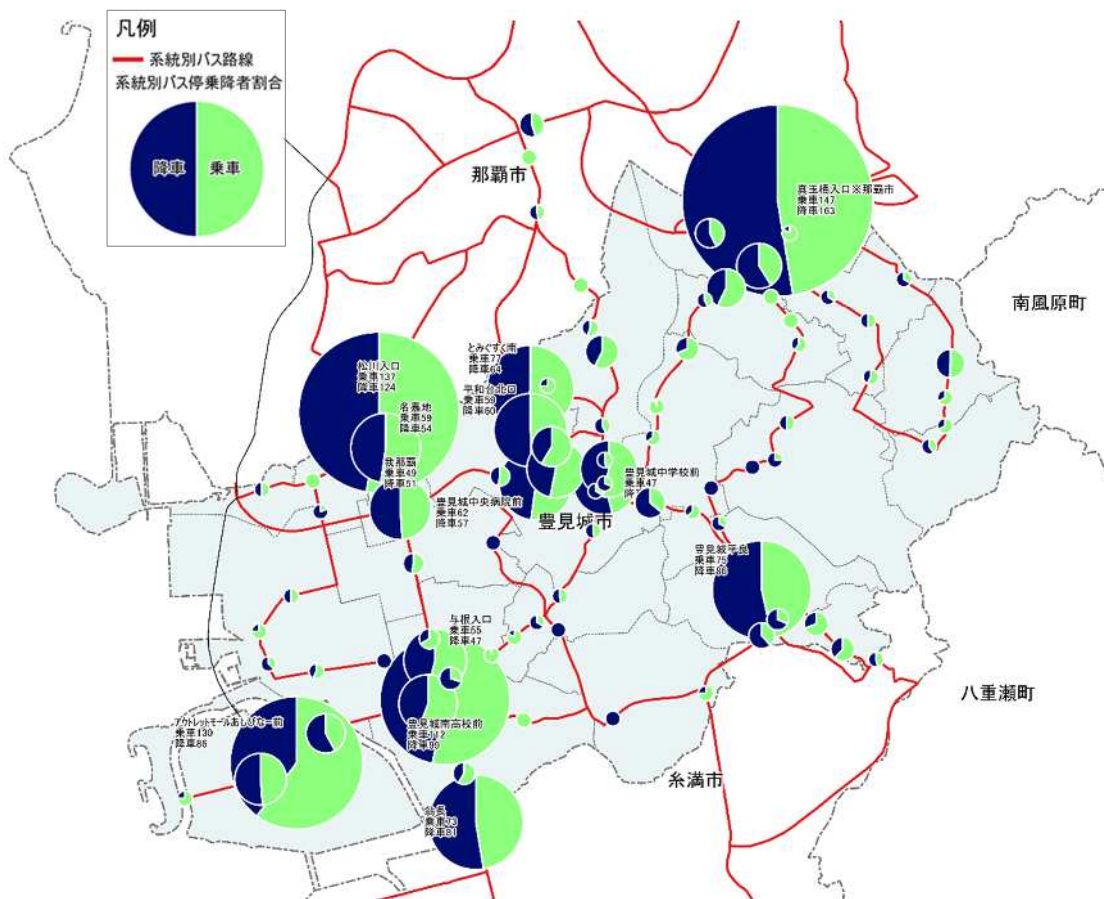 凡例
系統別バス路線
系統別バス停乗降者割合
降車
乗車
那覇市
真玉橋入口※那覇市
乗車147
降車163
南風原町
松川入口
乗車137
降車124
名嘉地
乗車59
降車54
我那覇
乗車49
降車51
とみぐすく南
乗車77
降車64
平和台北口
乗車59
降車60
豊見城中央病院前
乗車62
降車57
豊見城中学校前
乗車47
豊見城市
豊見城平良
乗車75
降車86
与根入口
乗車55
降車47
八重瀬町
アウトレットモールあしびなー前
乗車130
降車86
豊見城南高校前
乗車112
降車99
糸満市
翁長
乗車73
降車81